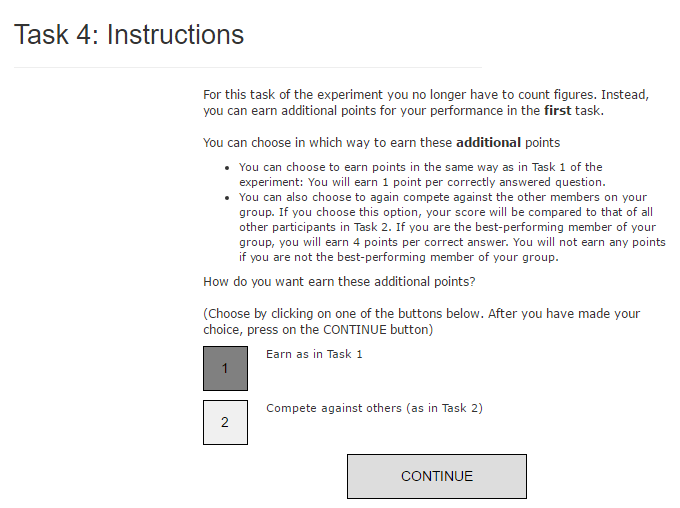 Task 4: Instructions
For this task of the experiment you no longer have to count figures. Instead,
you can earn additional points for your performance in the first task.
You can choose in which way to earn these additional points
• You can choose to earn points in the same way as in Task 1 of the
experiment: You will earn 1 point per correctly answered question.
• You can also choose to again compete against the other members on your
group. If you choose this option, your score will be compared to that of all
other participants in Task 2. If you are the best-performing member of your
group, you will earn 4 points per correct answer. You will not earn any points
if you are not the best-performing member of your group.
How do you want earn these additional points?
(Choose by clicking on one of the buttons below. After you have made your
choice, press on the CONTINUE button)
1 Earn as in Task 1
2 Compete against others (as in Task 2)
CONTINUE